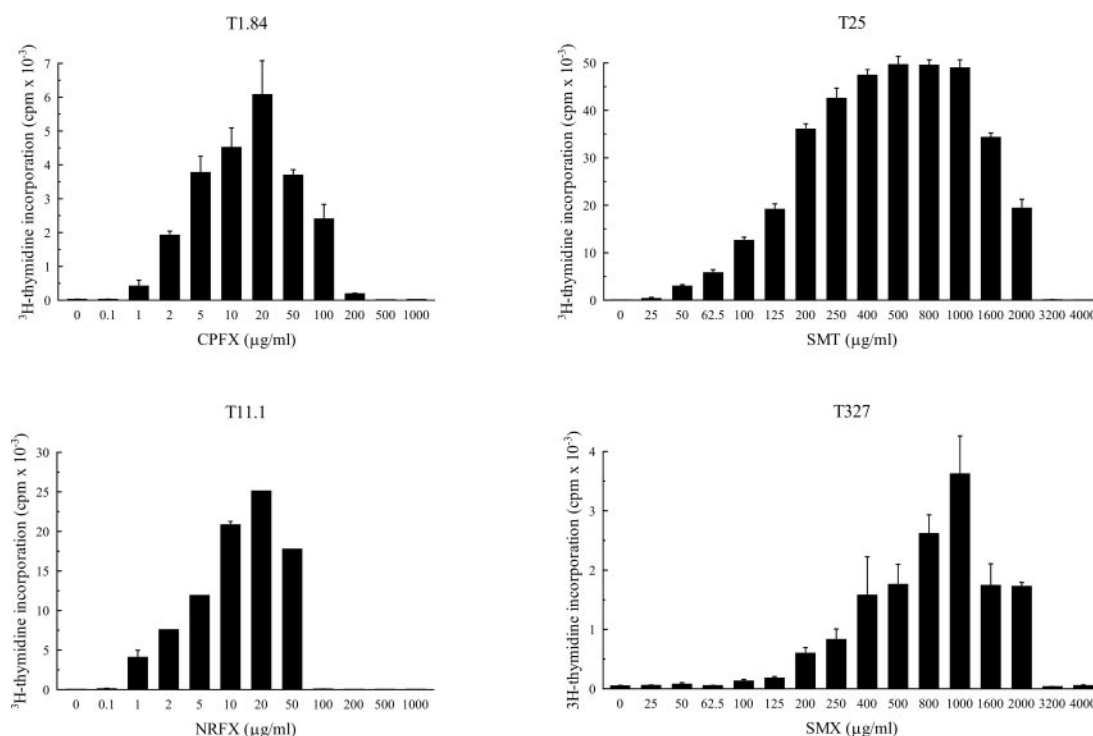 T1.84
³H-thymidine incorporation (cpm x 10⁻³)
7
6
5
4
3
2
1
0
0 0.1 1 2 5 10 20 50 100 200 500 1000
CPFX (µg/ml)
T25
³H-thymidine incorporation (cpm x 10⁻³)
50
40
30
20
10
0
0 25 50 62.5 100 125 200 250 400 500 800 1000 1600 2000 3200 4000
SMT (µg/ml)
T11.1
³H-thymidine incorporation (cpm x 10⁻³)
30
25
20
15
10
5
0
0 0.1 1 2 5 10 20 50 100 200 500 1000
NRFX (µg/ml)
T327
3H-thymidine incorporation (cpm x 10⁻³)
4
3
2
1
0
0 25 50 62.5 100 125 200 250 400 500 800 1000 1600 2000 3200 4000
SMX (µg/ml)